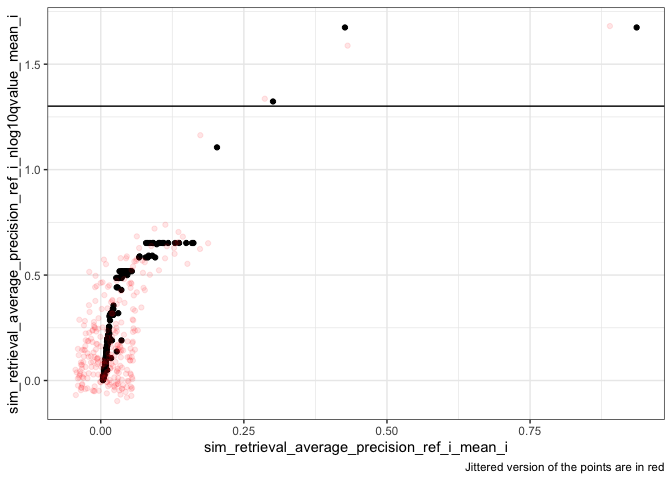 sim_retrieval_average_precision_ref_i_nlog10qvalue_mean_i
1.5
1.0
0.5
0.0
0.00
0.25
0.50
0.75
sim_retrieval_average_precision_ref_i_mean_i
Jittered version of the points are in red